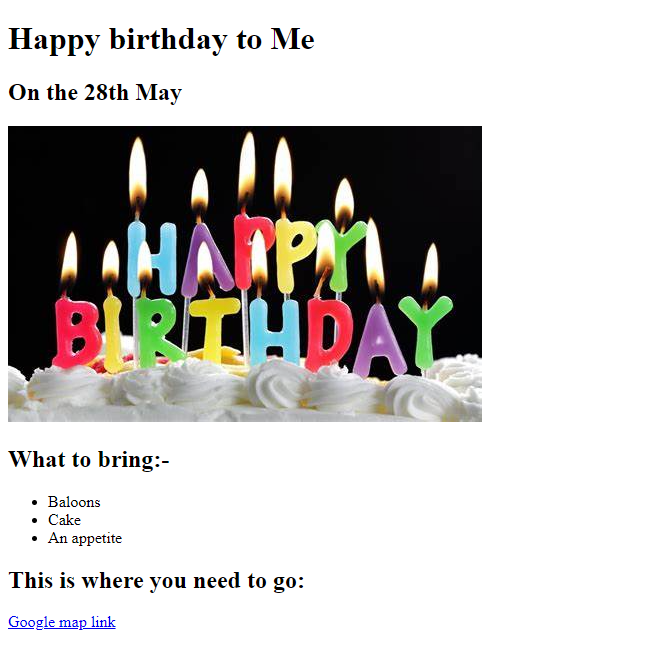 Happy birthday to Me
On the 28th May
HAPPY
BIRTHDAY
What to bring:-
Baloons
Cake
An appetite
This is where you need to go:
Google map link